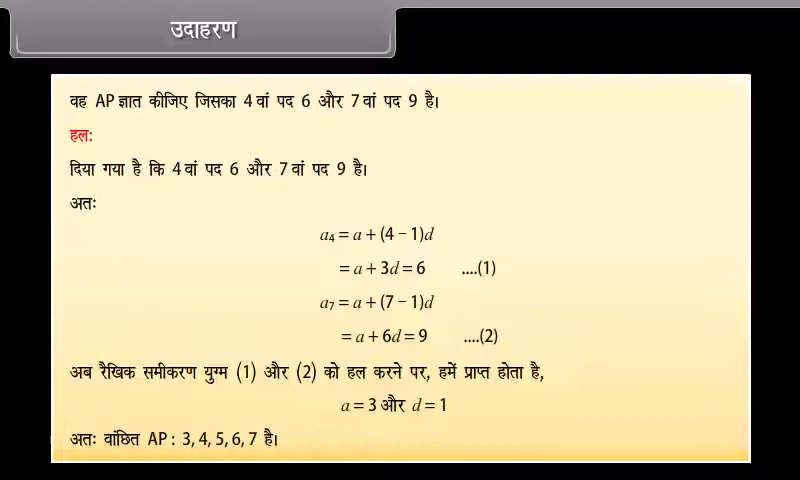 उदाहरण
वह AP ज्ञात कीजिए जिसका 4 वां पद 6 और 7 वां पद 9 है।
हल:
दिया गया है कि 4 वां पद 6 और 7 वां पद 9 है।
अतः
a₄ = a + (4 − 1)d
= a + 3d = 6 ....(1)
a₇ = a + (7 − 1)d
= a + 6d = 9 ....(2)
अब रैखिक समीकरण युग्म (1) और (2) को हल करने पर, हमें प्राप्त होता है,
a = 3 और d = 1
अतः वांछित AP : 3, 4, 5, 6, 7 है।